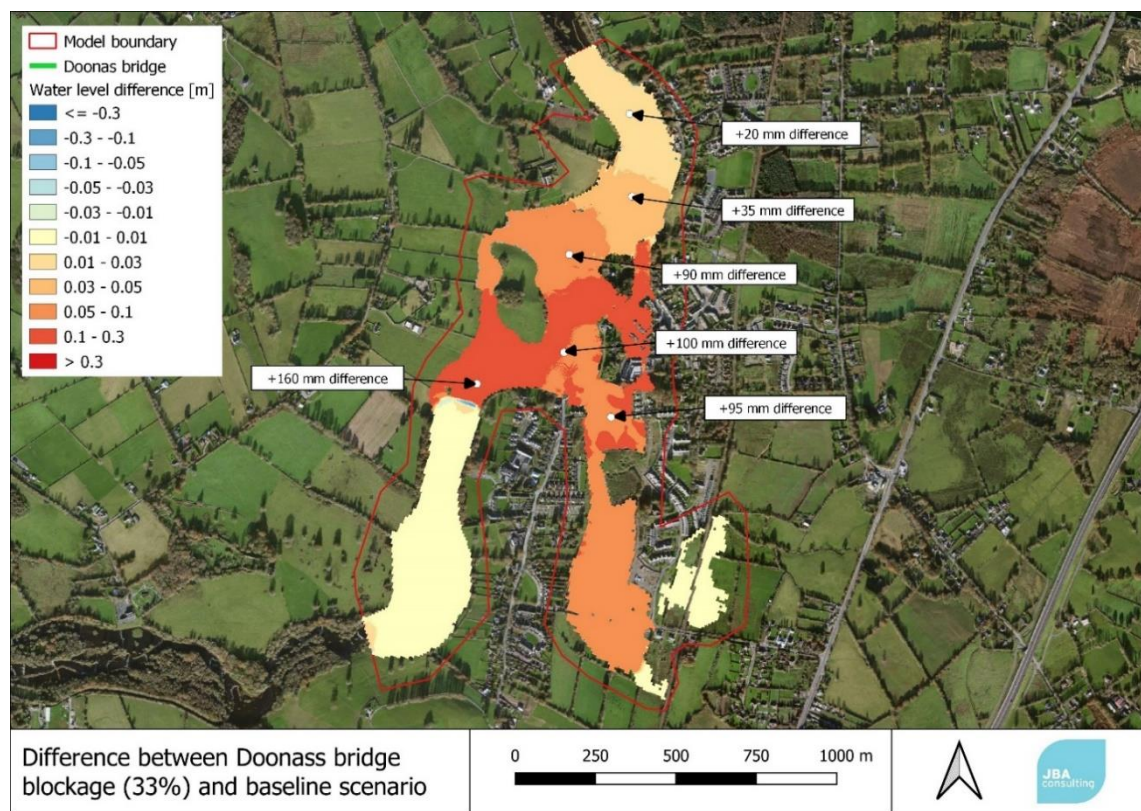 Model boundary
Doonas bridge
Water level difference [m]
<= -0.3
-0.3 - -0.1
-0.1 - -0.05
-0.05 - -0.03
-0.03 - -0.01
-0.01 - 0.01
0.01 - 0.03
0.03 - 0.05
0.05 - 0.1
0.1 - 0.3
> 0.3
+20 mm difference
+35 mm difference
+90 mm difference
+100 mm difference
+160 mm difference
+95 mm difference
Difference between Doonass bridge
blockage (33%) and baseline scenario
0 250 500 750 1000 m
JBA
consulting